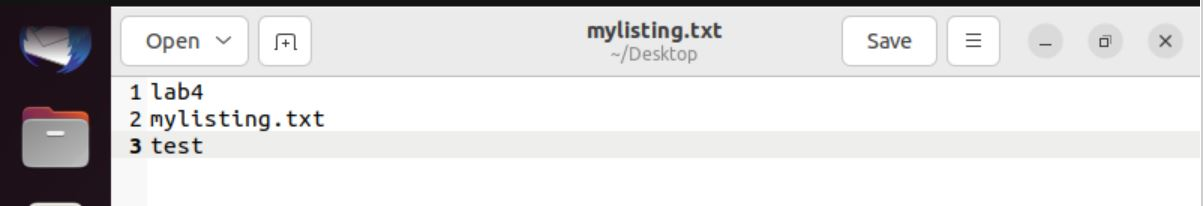 Open
mylisting.txt
~/Desktop
Save
1 lab4
2 mylisting.txt
3 test